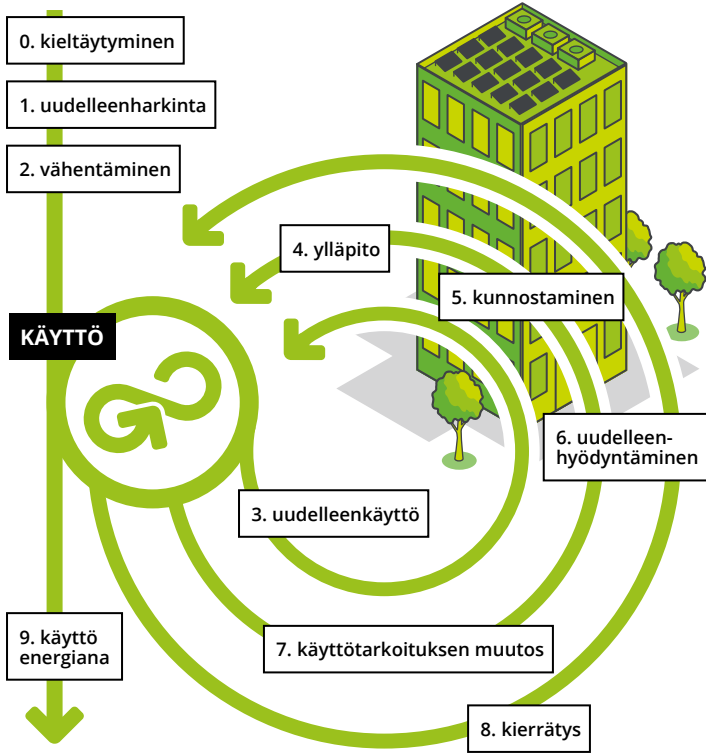 0. kieltäytyminen
1. uudelleenharkinta
2. vähentäminen
4. ylläpito
5. kunnostaminen
KÄYTTÖ
6. uudelleen-
hyödyntäminen
3. uudelleenkäyttö
9. käyttö
energiana
7. käyttötarkoituksen muutos
8. kierrätys